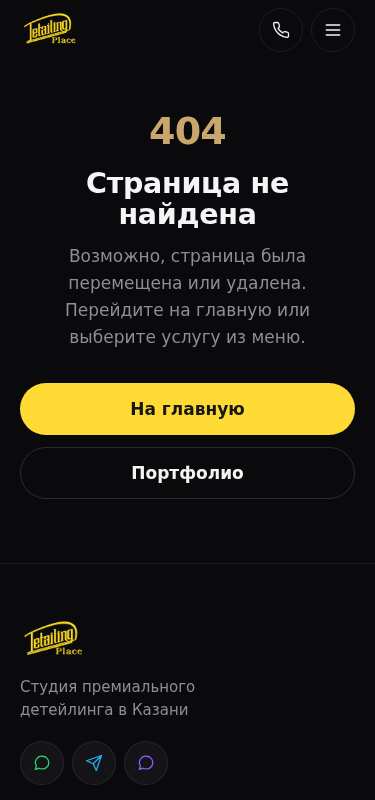 Detailing
Place
404
Страница не
найдена
Возможно, страница была
перемещена или удалена.
Перейдите на главную или
выберите услугу из меню.
На главную
Портфолио
Detailing
Place
Студия премиального
детейлинга в Казани